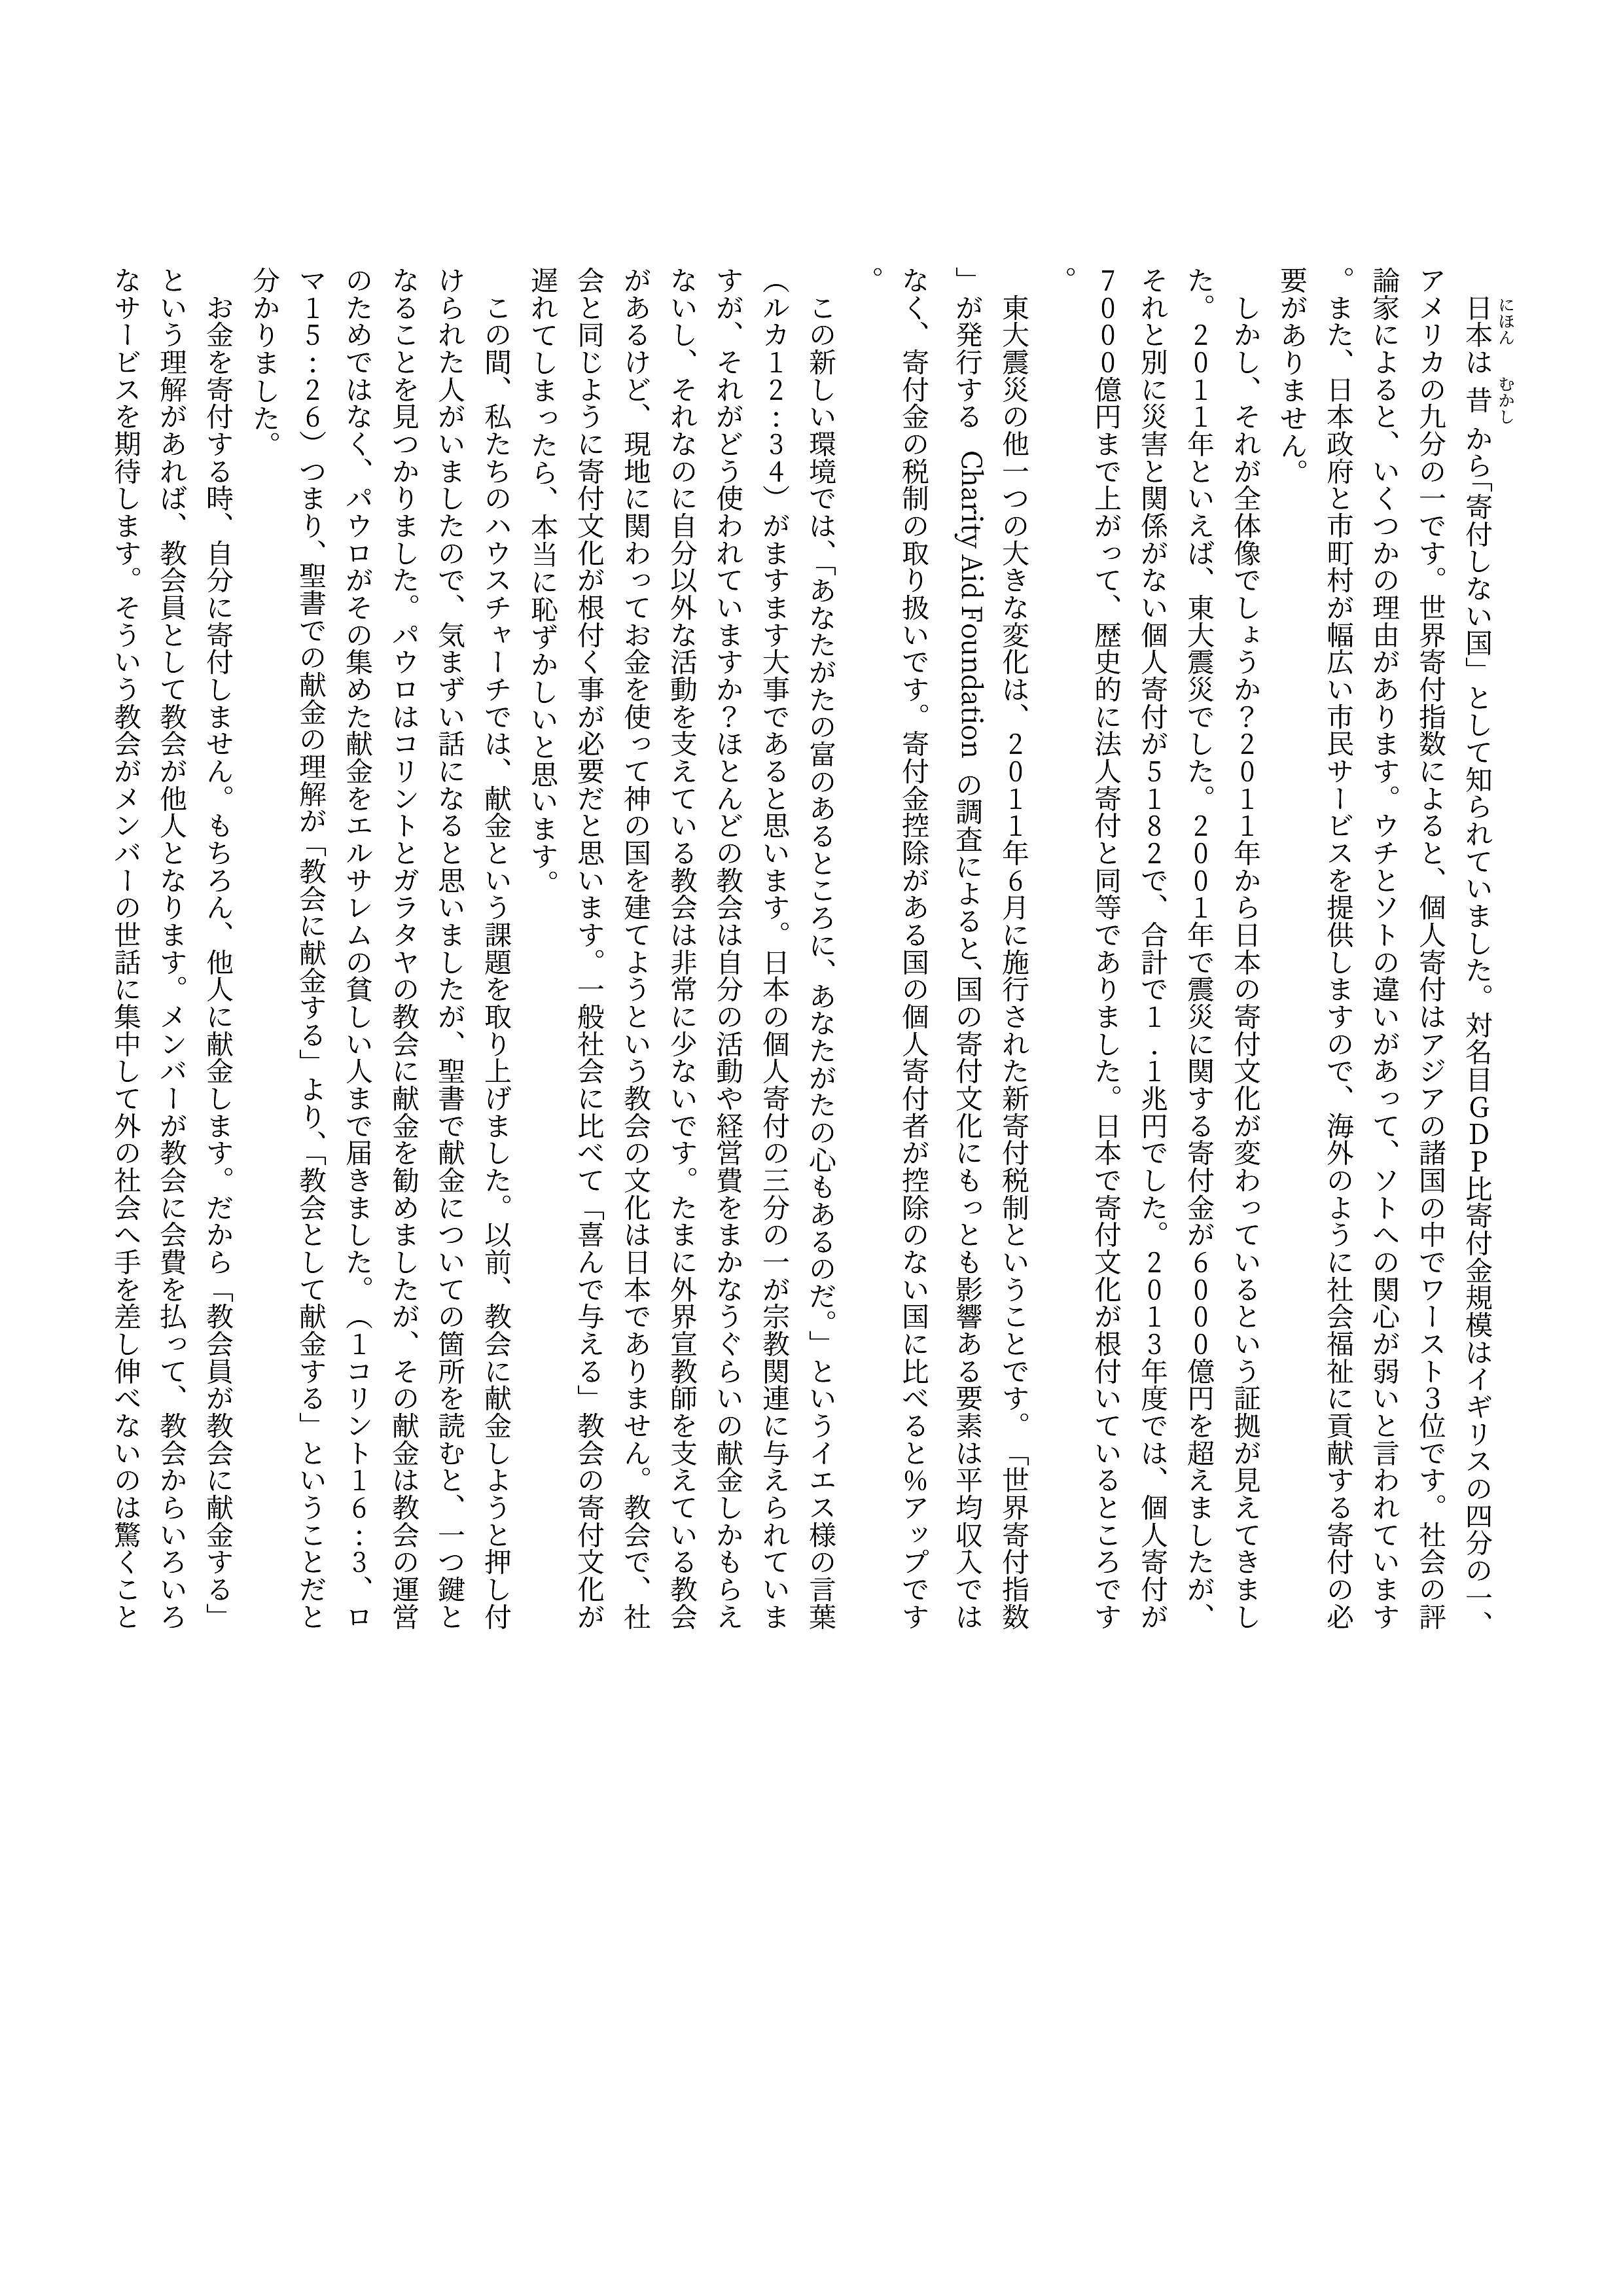 日本は昔から「寄付しない国」として知られていました。対名目GDP比寄付金規模はイギリスの四分の一、
にほん むかし
アメリカの九分の一です。世界寄付指数によると、個人寄付はアジアの諸国の中でワースト3位です。社会の評
論家によると、いくつかの理由があります。ウチとソトの違いがあって、ソトへの関心が弱いと言われています
。また、日本政府と市町村が幅広い市民サービスを提供しますので、海外のように社会福祉に貢献する寄付の必
要がありません。
しかし、それが全体像でしょうか?2011年から日本の寄付文化が変わっているという証拠が見えてきまし
た。2011年といえば、東大震災でした。2001年で震災に関する寄付金が6000億円を超えましたが、
それと別に災害と関係がない個人寄付が5182で、合計で1.1兆円でした。2013年度では、個人寄付が
7000億円まで上がって、歴史的に法人寄付と同等でありました。日本で寄付文化が根付いているところです
。
東大震災の他一つの大きな変化は、2011年6月に施行された新寄付税制ということです。「世界寄付指数
」が発行する Charity Aid Foundation の調査によると、国の寄付文化にもっとも影響ある要素は平均収入では
なく、寄付金の税制の取り扱いです。寄付金控除がある国の個人寄付者が控除のない国に比べると%アップです
。
この新しい環境では、「あなたがたの富のあるところに、あなたがたの心もあるのだ。」というイエス様の言葉
(ルカ12:34)がますます大事であると思います。日本の個人寄付の三分の一が宗教関連に与えられていま
すが、それがどう使われていますか?ほとんどの教会は自分の活動や経営費をまかなうぐらいの献金しかもらえ
ないし、それなのに自分以外な活動を支えている教会は非常に少ないです。たまに外界宣教師を支えている教会
があるけど、現地に関わってお金を使って神の国を建てようという教会の文化は日本でありません。教会で、社
会と同じように寄付文化が根付く事が必要だと思います。一般社会に比べて「喜んで与える」教会の寄付文化が
遅れてしまったら、本当に恥ずかしいと思います。
この間、私たちのハウスチャーチでは、献金という課題を取り上げました。以前、教会に献金しようと押し付
けられた人がいましたので、気まずい話になると思いましたが、聖書で献金についての箇所を読むと、一つ鍵と
なることを見つかりました。パウロはコリントとガラタヤの教会に献金を勧めましたが、その献金は教会の運営
のためではなく、パウロがその集めた献金をエルサレムの貧しい人まで届きました。(1コリント16:3、ロ
マ15:26)つまり、聖書での献金の理解が「教会に献金する」より、「教会として献金する」ということだと
分かりました。
お金を寄付する時、自分に寄付しません。もちろん、他人に献金します。だから「教会員が教会に献金する」
という理解があれば、教会員として教会が他人となります。メンバーが教会に会費を払って、教会からいろいろ
なサービスを期待します。そういう教会がメンバーの世話に集中して外の社会へ手を差し伸べないのは驚くこと